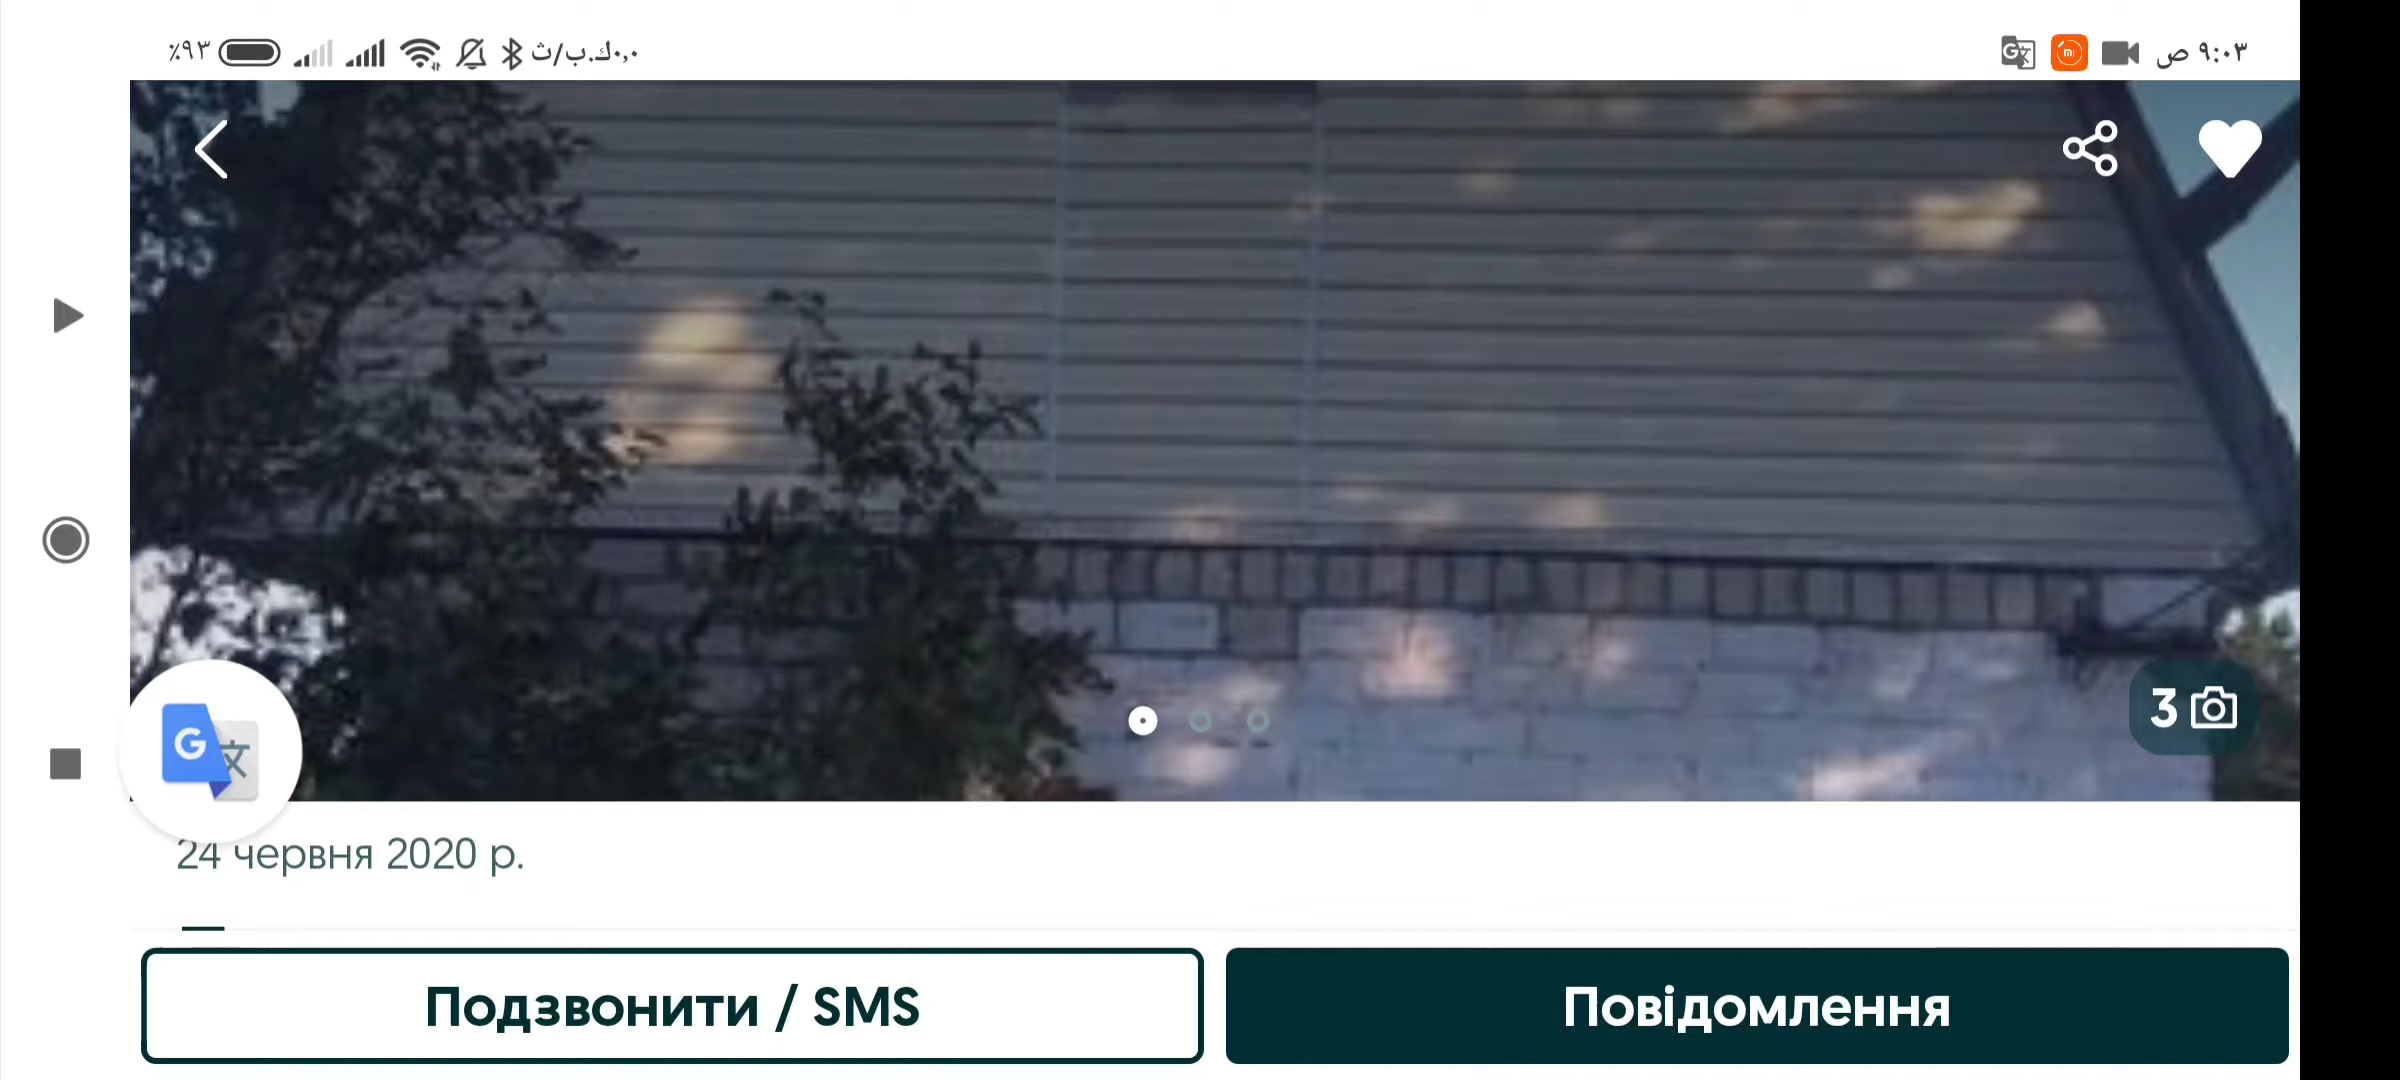 ٪٩٣ ٠,٠ك.ب/ث ٩:٠٣ ص
3
24 червня 2020 р.
Подзвонити / SMS
Повідомлення